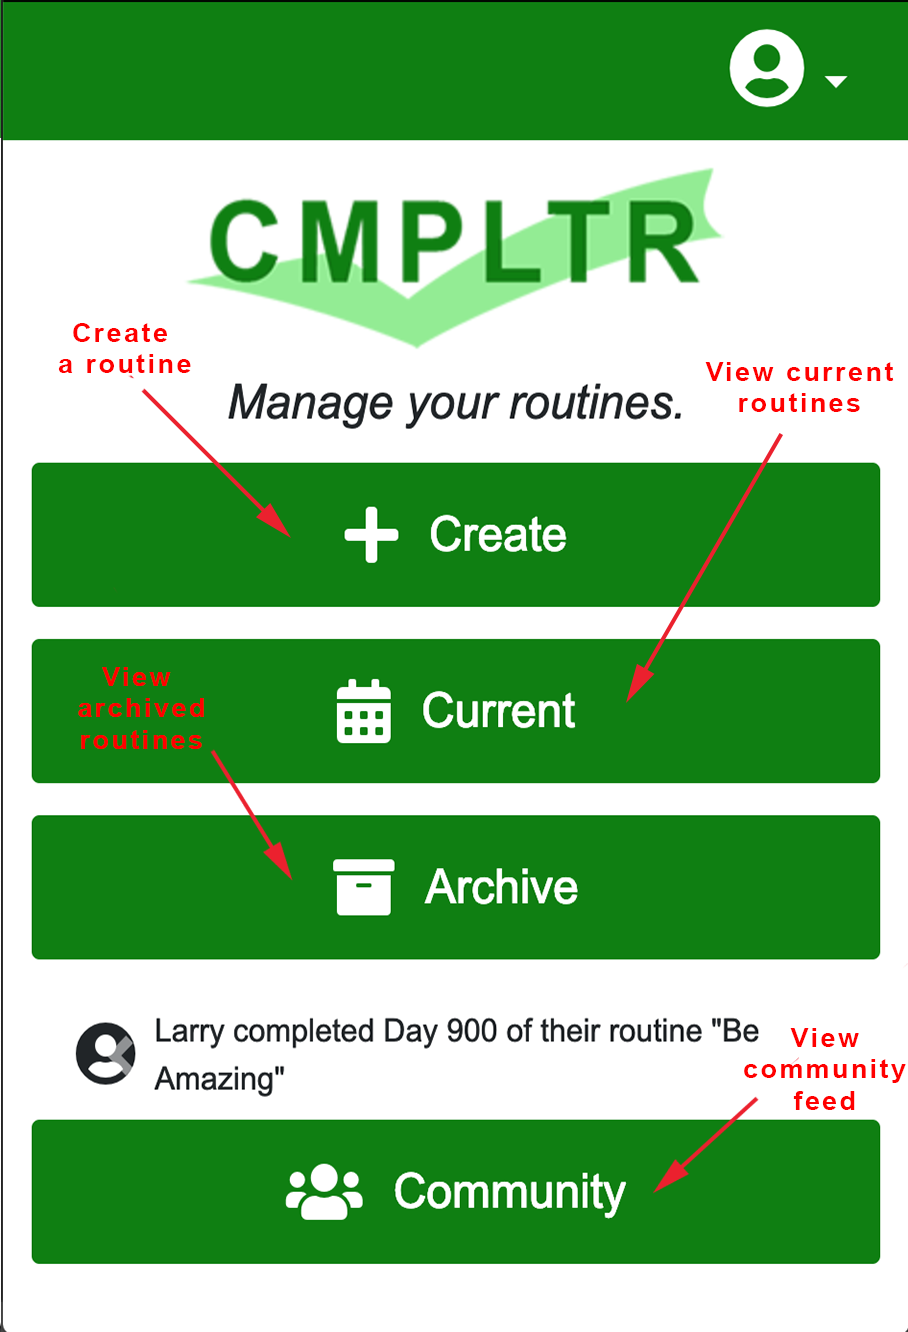 CMPLTR
Create
a routine
View current
routines
Manage your routines.
Create
View
archived
routines
Current
Archive
Larry completed Day 900 of their routine "Be
Amazing"
View
community
feed
Community